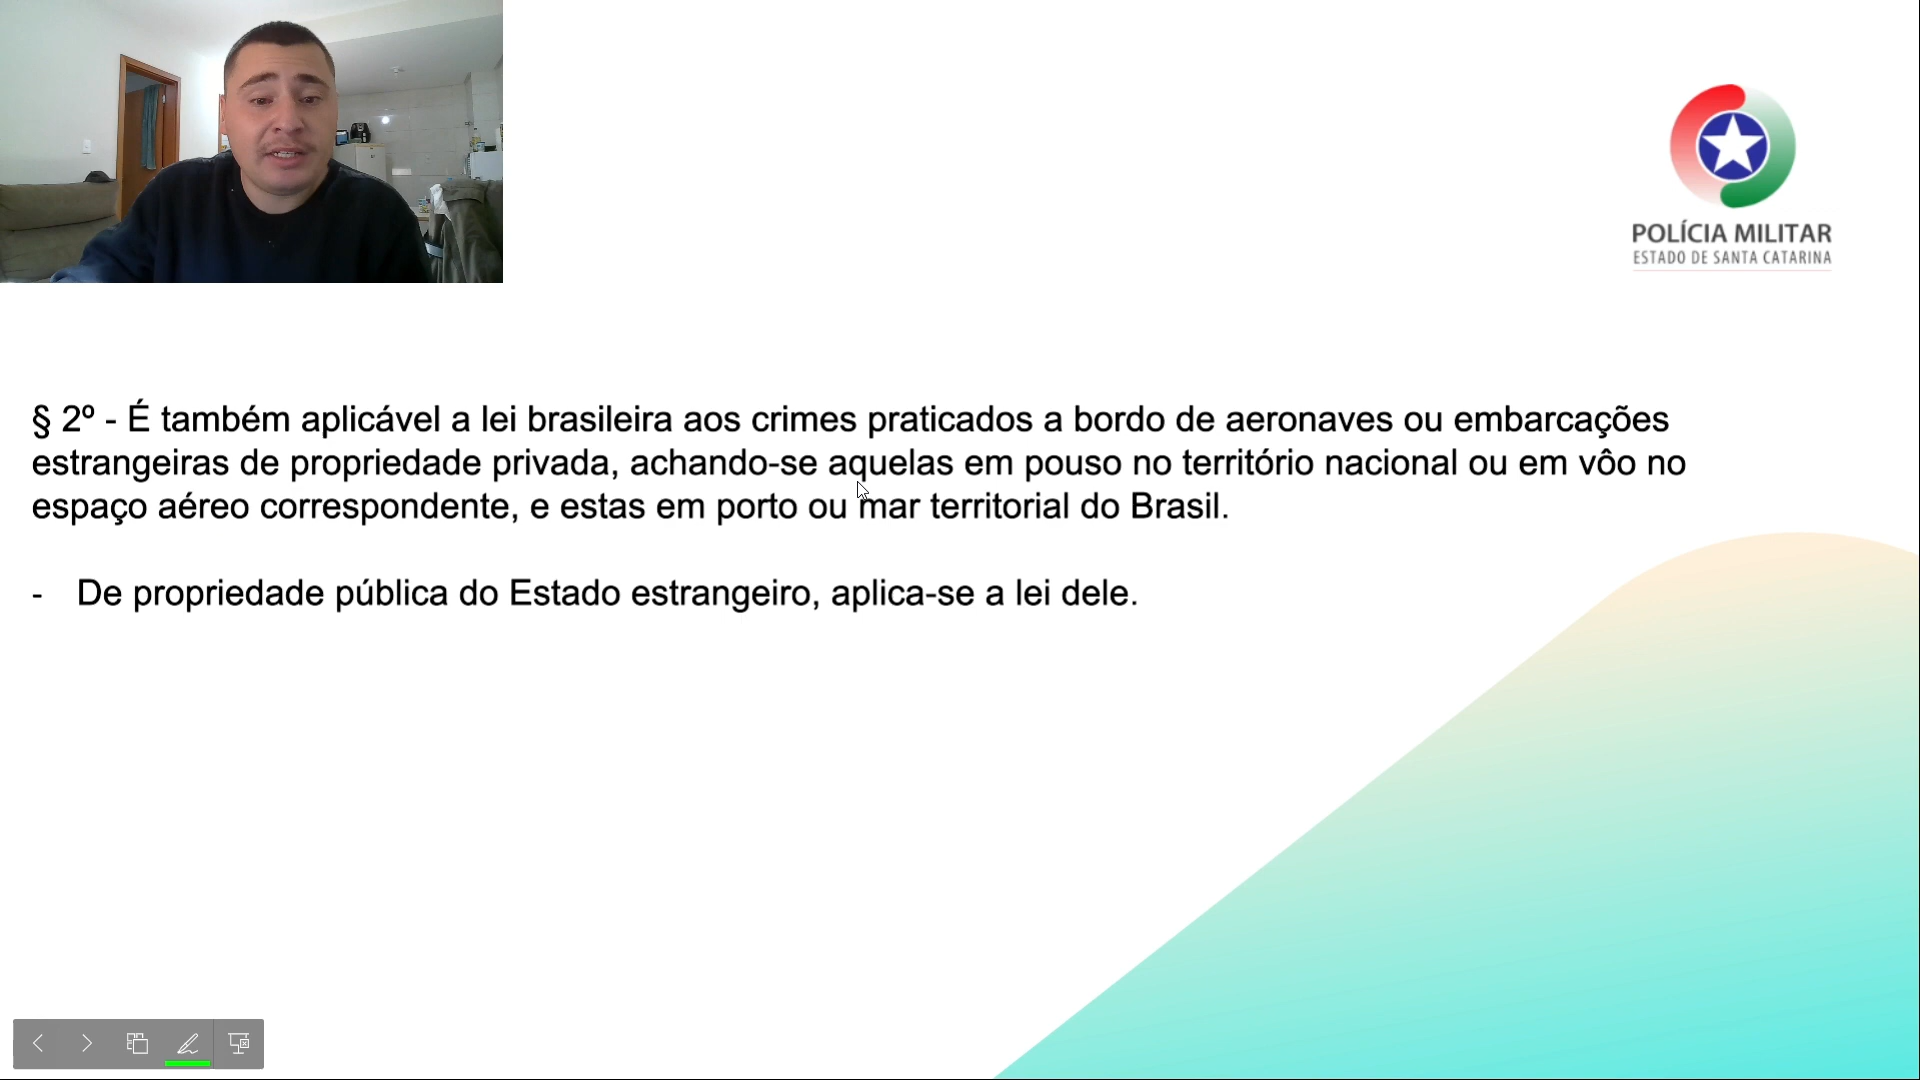 POLÍCIA MILITAR
ESTADO DE SANTA CATARINA
§ 2º - É também aplicável a lei brasileira aos crimes praticados a bordo de aeronaves ou embarcações
estrangeiras de propriedade privada, achando-se aquelas em pouso no território nacional ou em vôo no
espaço aéreo correspondente, e estas em porto ou mar territorial do Brasil.
- De propriedade pública do Estado estrangeiro, aplica-se a lei dele.